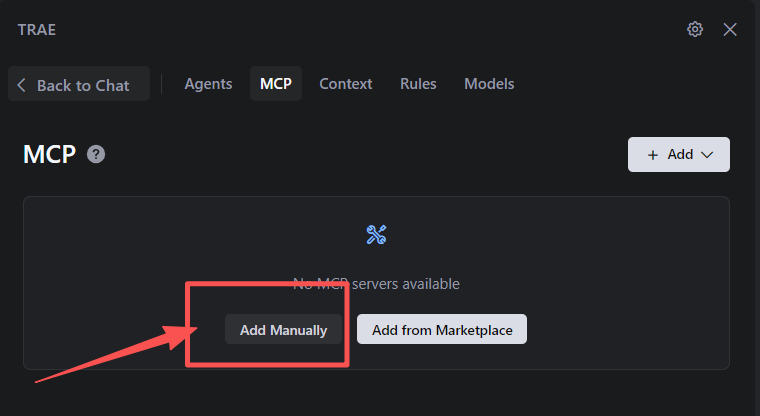 TRAE
Back to Chat Agents MCP Context Rules Models
MCP ? + Add
No MCP servers available
Add Manually Add from Marketplace